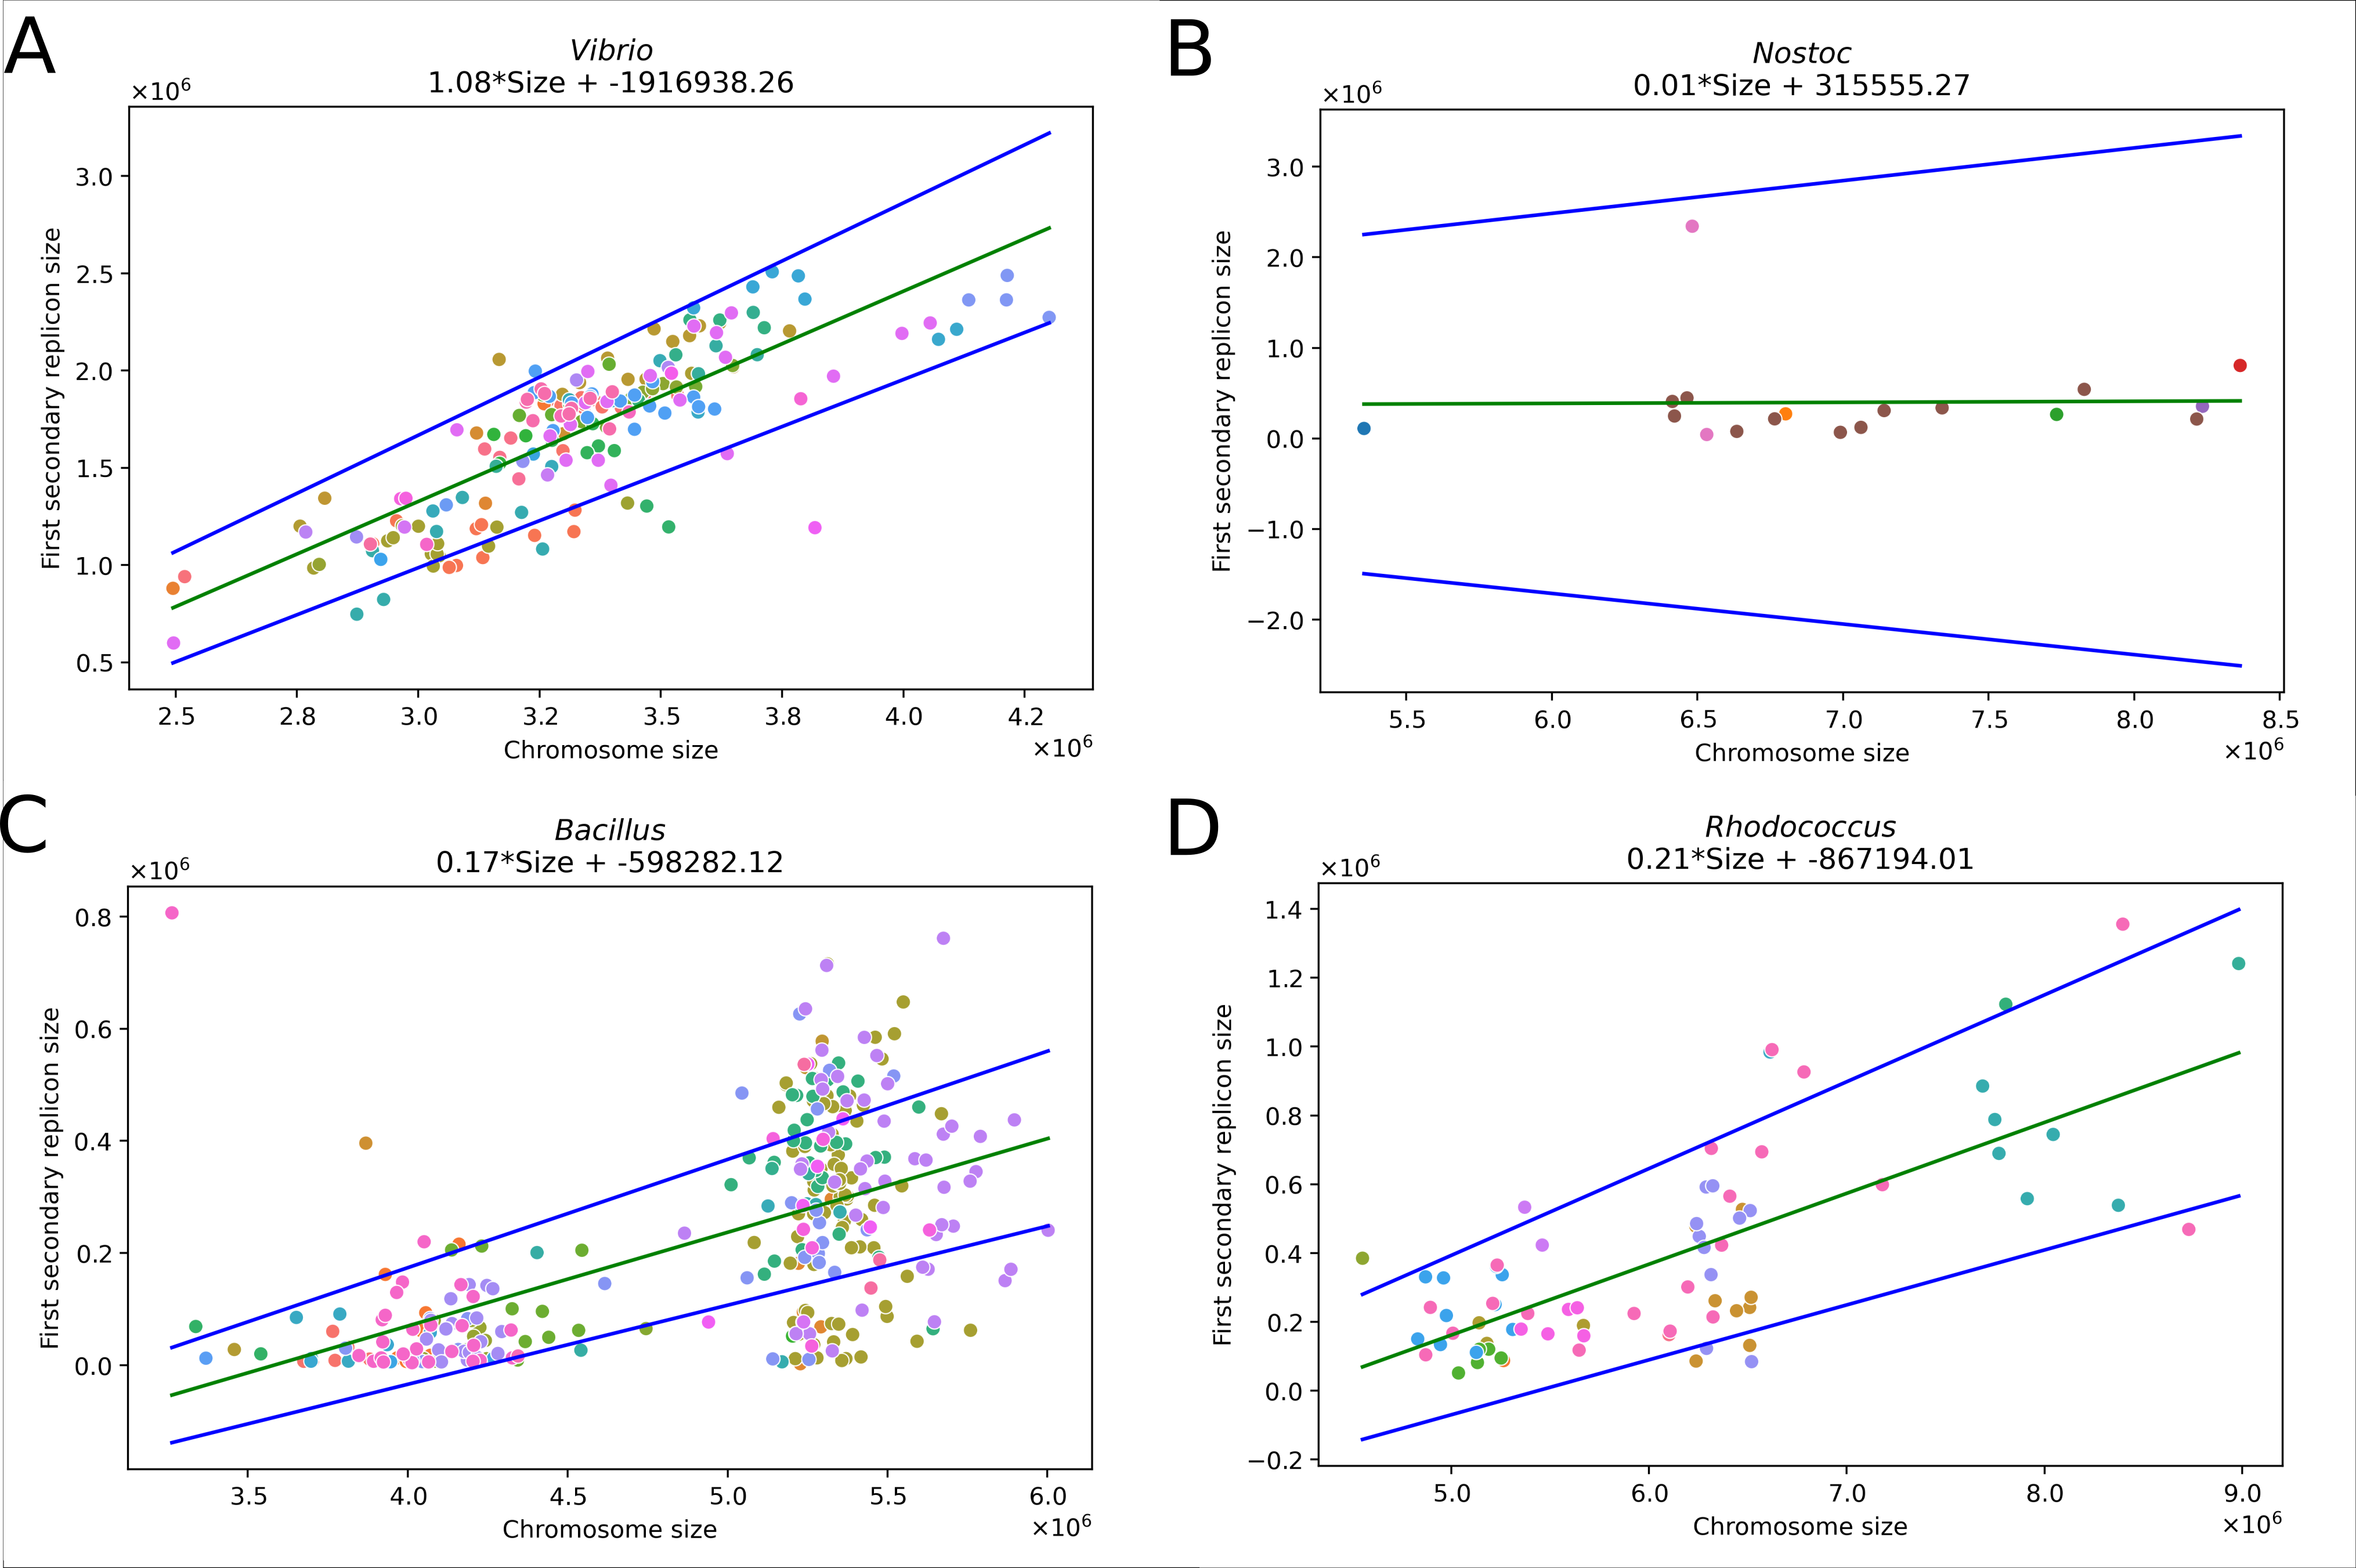 A
Vibrio
1.08*Size + -1916938.26
×10⁶
3.0
2.5
2.0
1.5
1.0
0.5
First secondary replicon size
2.5 2.8 3.0 3.2 3.5 3.8 4.0 4.2
Chromosome size
×10⁶
B
Nostoc
0.01*Size + 315555.27
×10⁶
3.0
2.0
1.0
0.0
−1.0
−2.0
First secondary replicon size
5.5 6.0 6.5 7.0 7.5 8.0 8.5
Chromosome size
×10⁶
C
Bacillus
0.17*Size + -598282.12
×10⁶
0.8
0.6
0.4
0.2
0.0
First secondary replicon size
3.5 4.0 4.5 5.0 5.5 6.0
Chromosome size
×10⁶
D
Rhodococcus
0.21*Size + -867194.01
×10⁶
1.4
1.2
1.0
0.8
0.6
0.4
0.2
0.0
−0.2
First secondary replicon size
5.0 6.0 7.0 8.0 9.0
Chromosome size
×10⁶